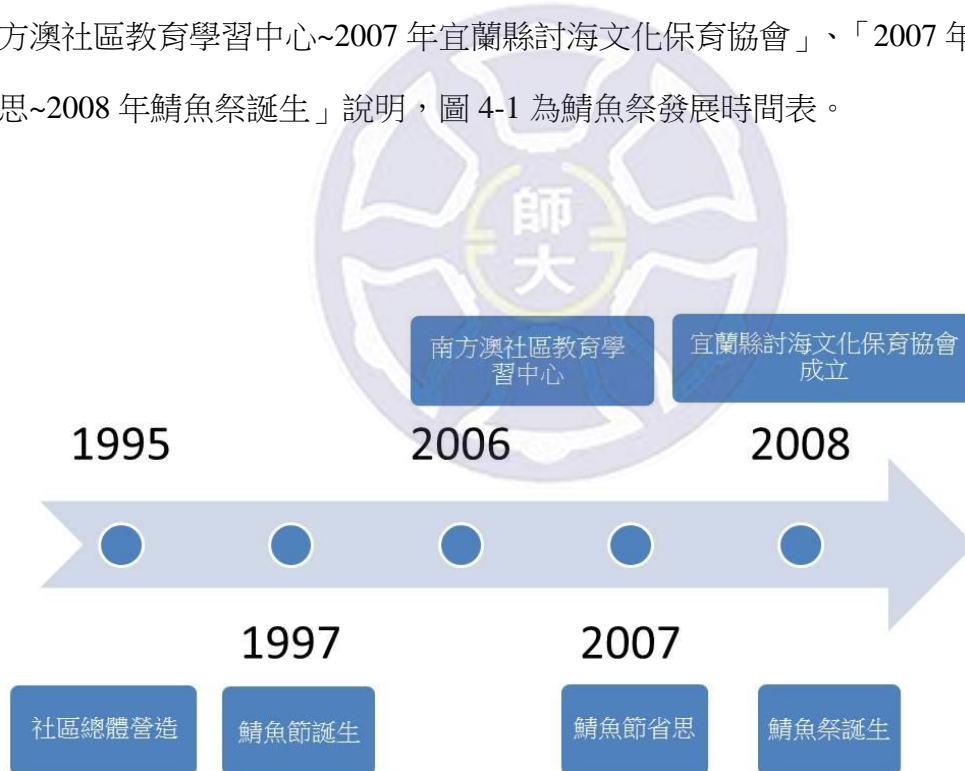 方澳社區教育學習中心~2007 年宜蘭縣討海文化保育協會」、「2007 年
思~2008 年鯖魚祭誕生」說明，圖 4-1 為鯖魚祭發展時間表。
師
大
南方澳社區教育學
習中心
宜蘭縣討海文化保育協會
成立
1995
2006
2008
1997
2007
社區總體營造
鯖魚節誕生
鯖魚節省思
鯖魚祭誕生